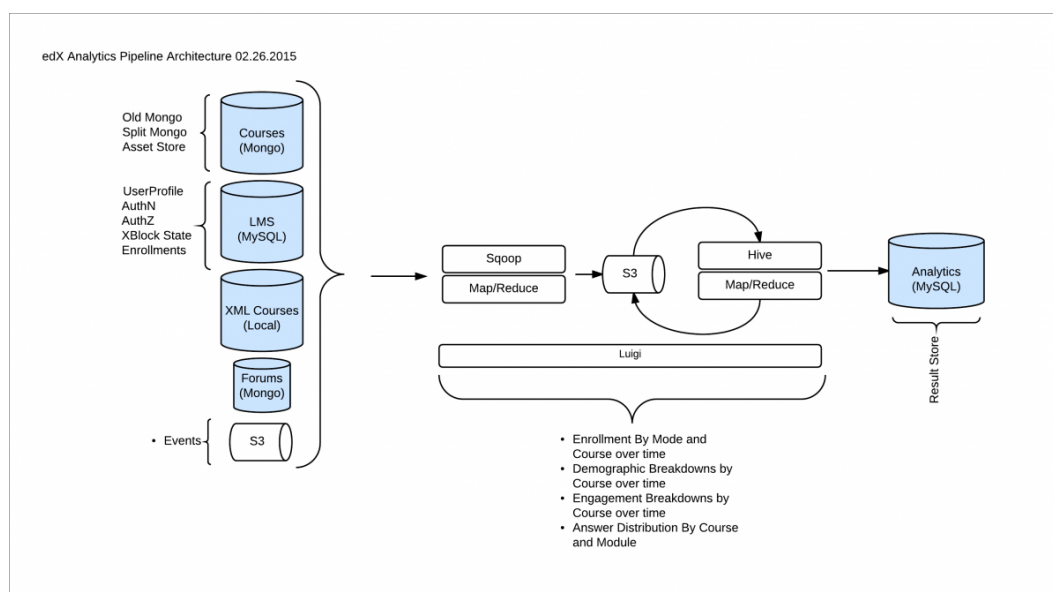 edX Analytics Pipeline Architecture 02.26.2015
Old Mongo
Split Mongo
Asset Store
Courses
(Mongo)
UserProfile
AuthN
AuthZ
XBlock State
Enrollments
LMS
(MySQL)
XML Courses
(Local)
Forums
(Mongo)
• Events
S3
Sqoop
Map/Reduce
S3
Hive
Map/Reduce
Luigi
Analytics
(MySQL)
Result Store
• Enrollment By Mode and
Course over time
• Demographic Breakdowns by
Course over time
• Engagement Breakdowns by
Course over time
• Answer Distribution By Course
and Module